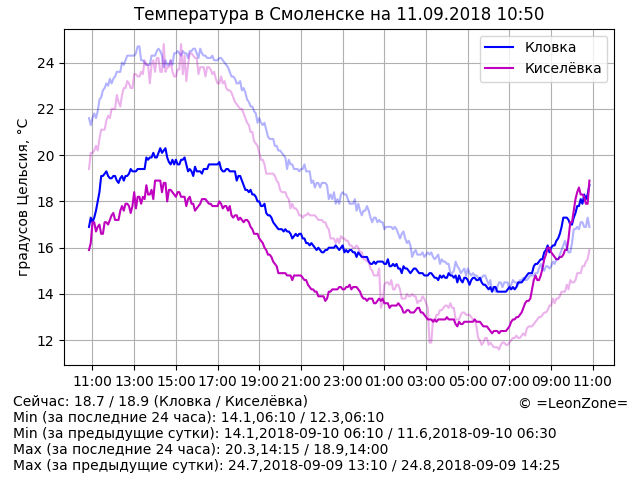 Температура в Смоленске на 11.09.2018 10:50
Кловка
Киселёвка
градусов Цельсия, °C
24
22
20
18
16
14
12
11:00 13:00 15:00 17:00 19:00 21:00 23:00 01:00 03:00 05:00 07:00 09:00 11:00
Сейчас: 18.7 / 18.9 (Кловка / Киселёвка)
© =LeonZone=
Min (за последние 24 часа): 14.1,06:10 / 12.3,06:10
Min (за предыдущие сутки): 14.1,2018-09-10 06:10 / 11.6,2018-09-10 06:30
Max (за последние 24 часа): 20.3,14:15 / 18.9,14:00
Max (за предыдущие сутки): 24.7,2018-09-09 13:10 / 24.8,2018-09-09 14:25